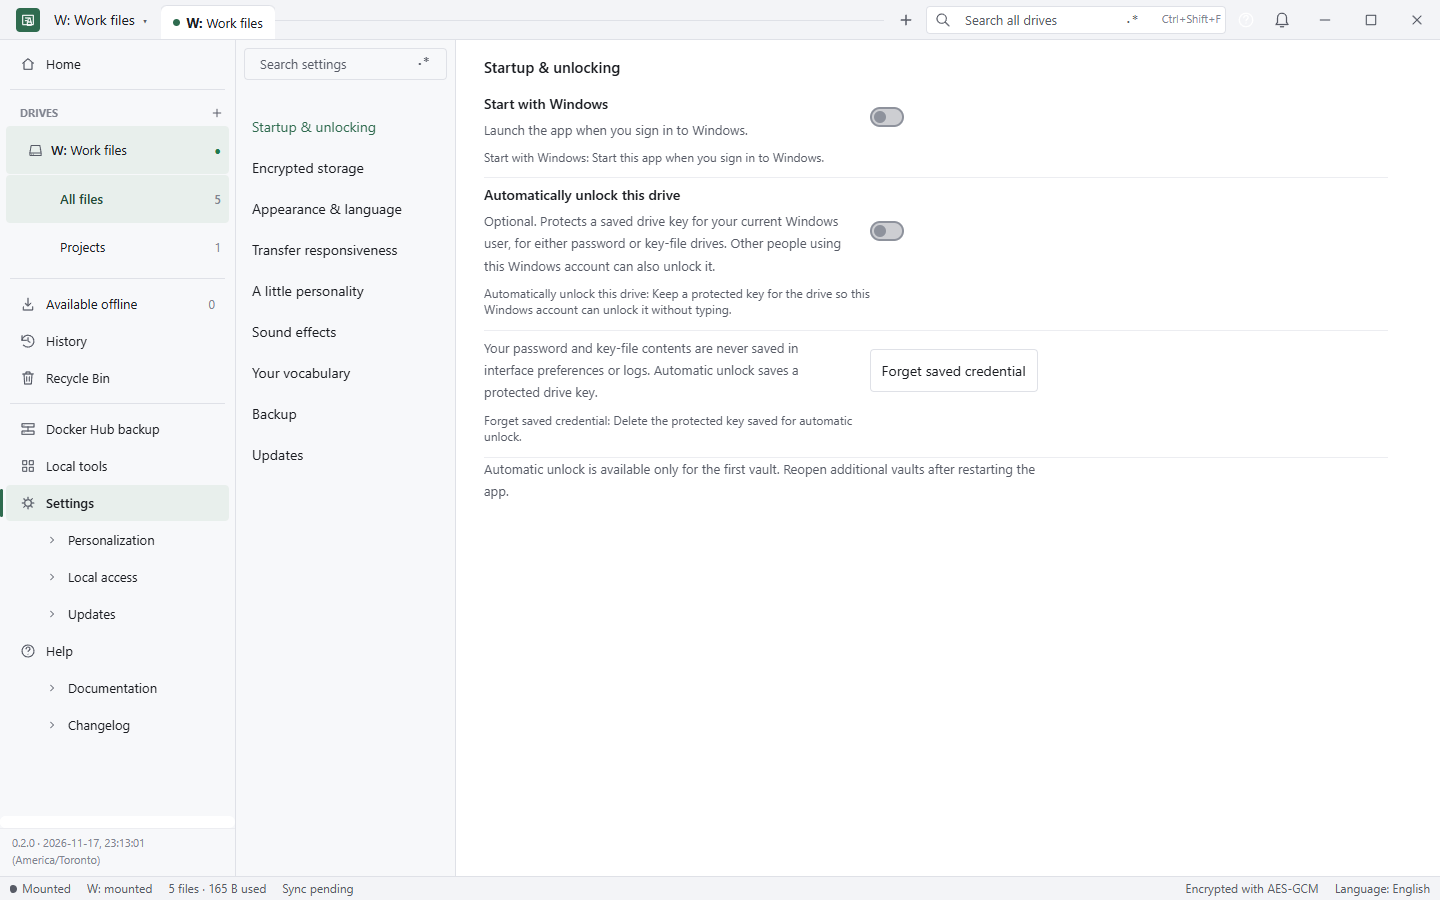 W: Work files
W: Work files
Search all drives
.*
Ctrl+Shift+F
Home
DRIVES
W: Work files
All files
5
Projects
1
Available offline
0
History
Recycle Bin
Docker Hub backup
Local tools
Settings
Personalization
Local access
Updates
Help
Documentation
Changelog
0.2.0 · 2026-11-17, 23:13:01
(America/Toronto)
Search settings
.*
Startup & unlocking
Encrypted storage
Appearance & language
Transfer responsiveness
A little personality
Sound effects
Your vocabulary
Backup
Updates
Startup & unlocking
Start with Windows
Launch the app when you sign in to Windows.
Start with Windows: Start this app when you sign in to Windows.
Automatically unlock this drive
Optional. Protects a saved drive key for your current Windows
user, for either password or key-file drives. Other people using
this Windows account can also unlock it.
Automatically unlock this drive: Keep a protected key for the drive so this
Windows account can unlock it without typing.
Your password and key-file contents are never saved in
interface preferences or logs. Automatic unlock saves a
protected drive key.
Forget saved credential
Forget saved credential: Delete the protected key saved for automatic
unlock.
Automatic unlock is available only for the first vault. Reopen additional vaults after restarting the
app.
Mounted
W: mounted
5 files · 165 B used
Sync pending
Encrypted with AES-GCM
Language: English